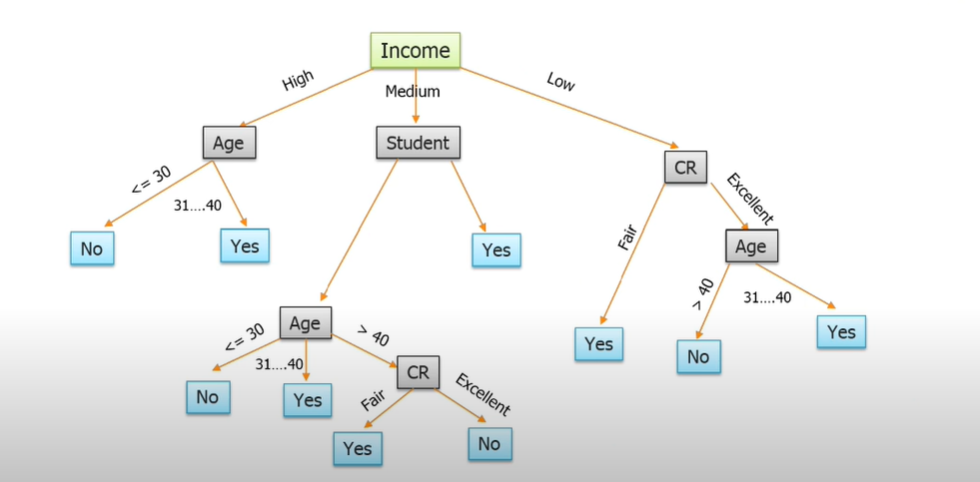 Income
High
Medium
Low
Age
Student
CR
<= 30
31....40
Excellent
Fair
No
Yes
Yes
Age
> 40
31....40
Age
<= 30
31....40
> 40
Yes
No
Yes
CR
No
Yes
Fair
Excellent
Yes
No